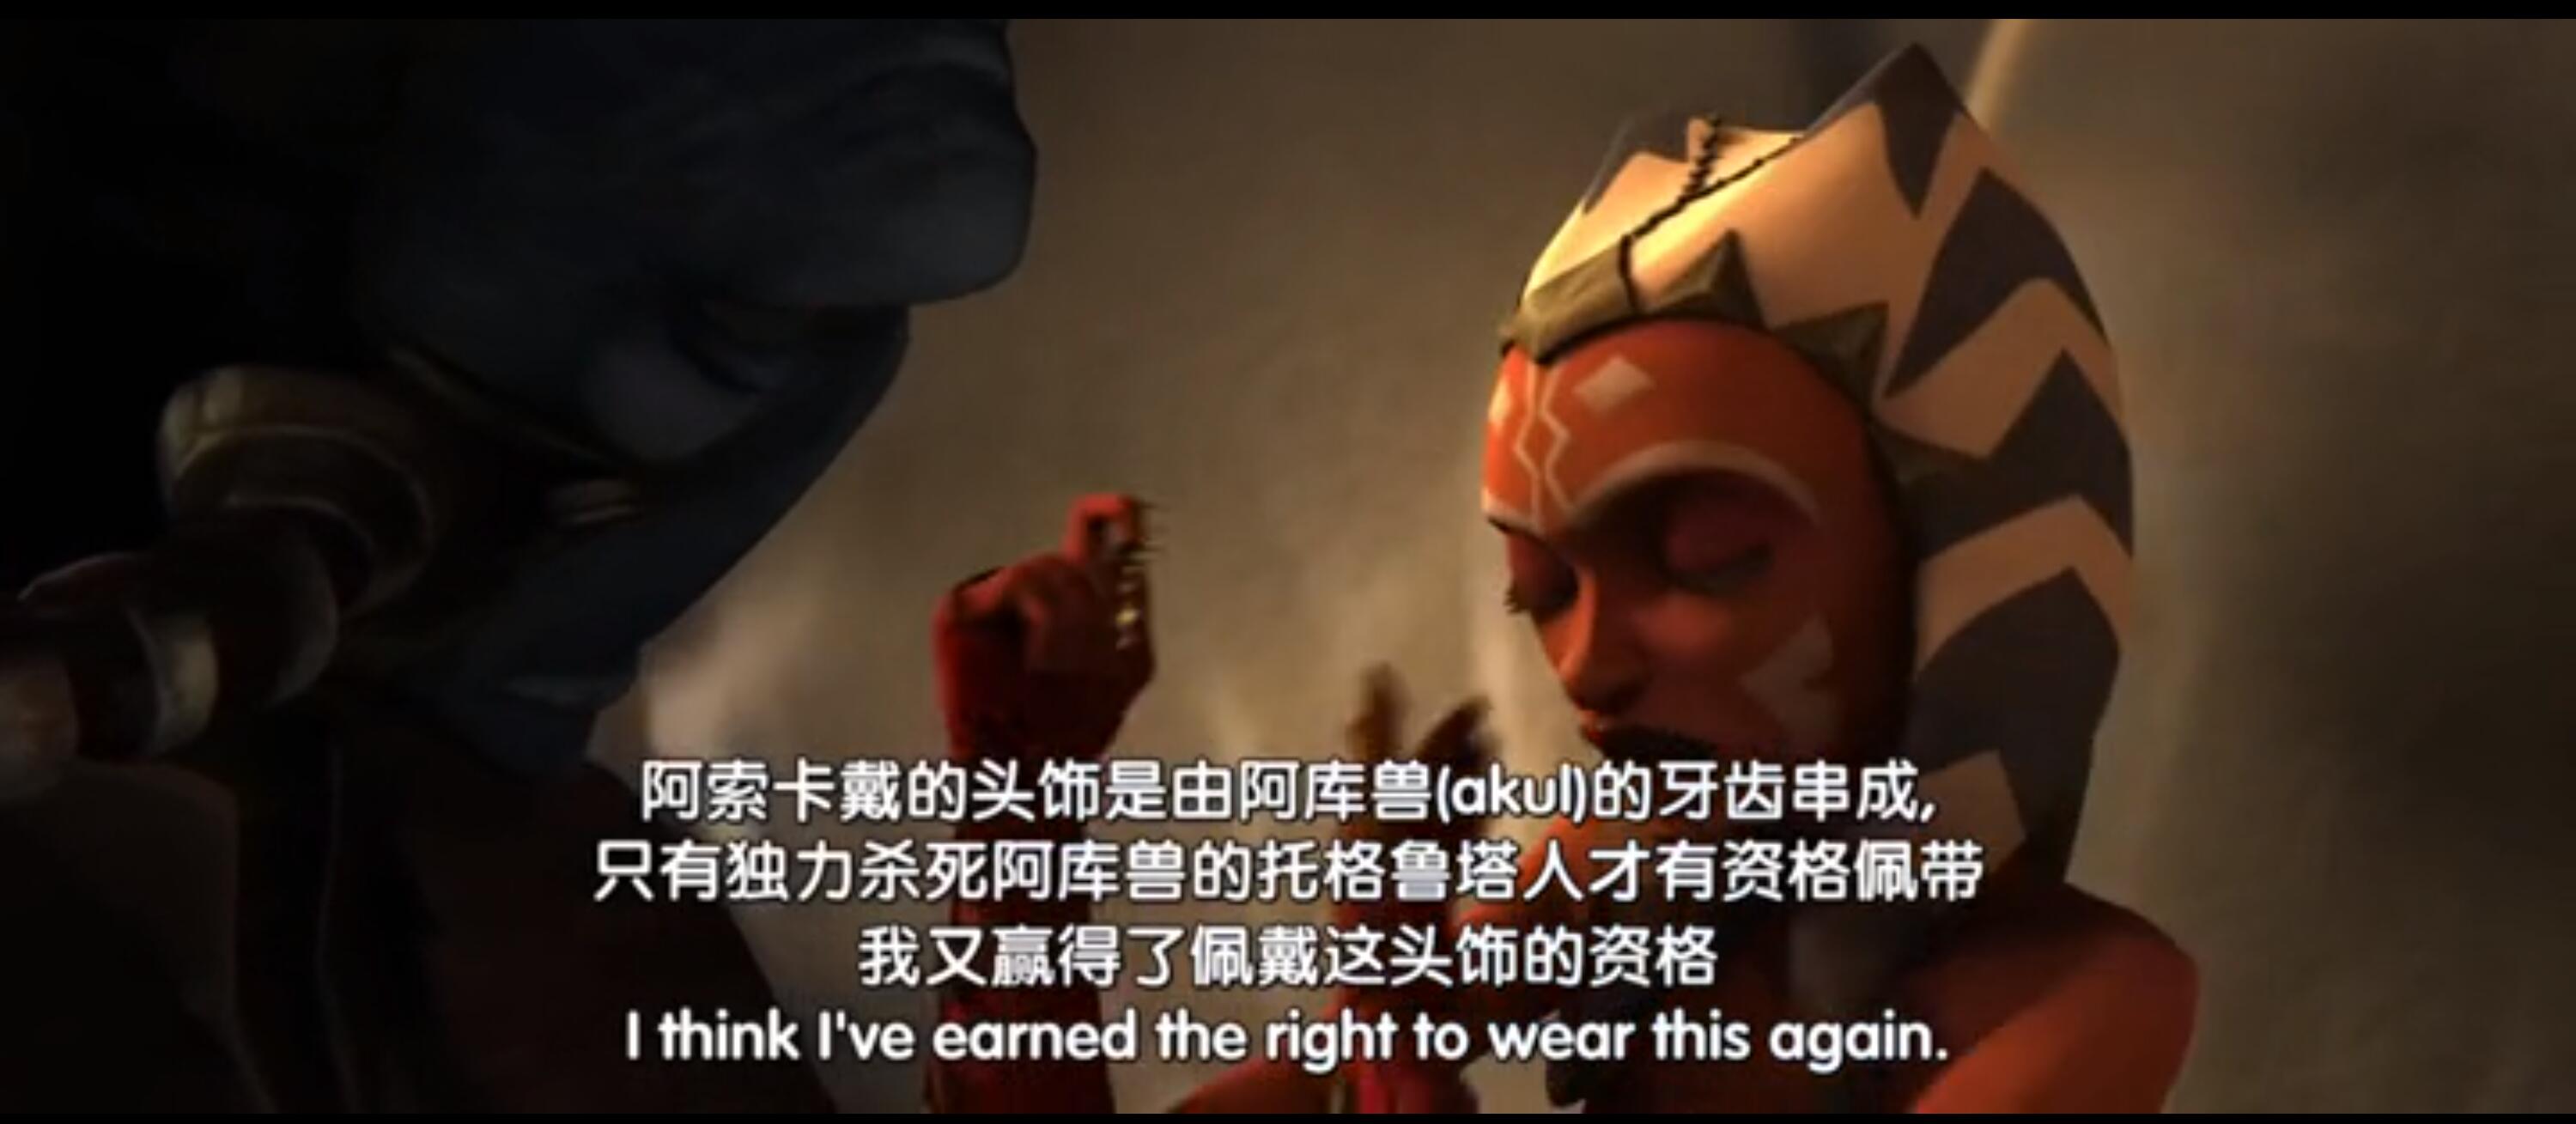 阿索卡戴的头饰是由阿库兽(akul)的牙齿串成,
只有独力杀死阿库兽的托格鲁塔人才有资格佩带
我又赢得了佩戴这头饰的资格
I think I've earned the right to wear this again.